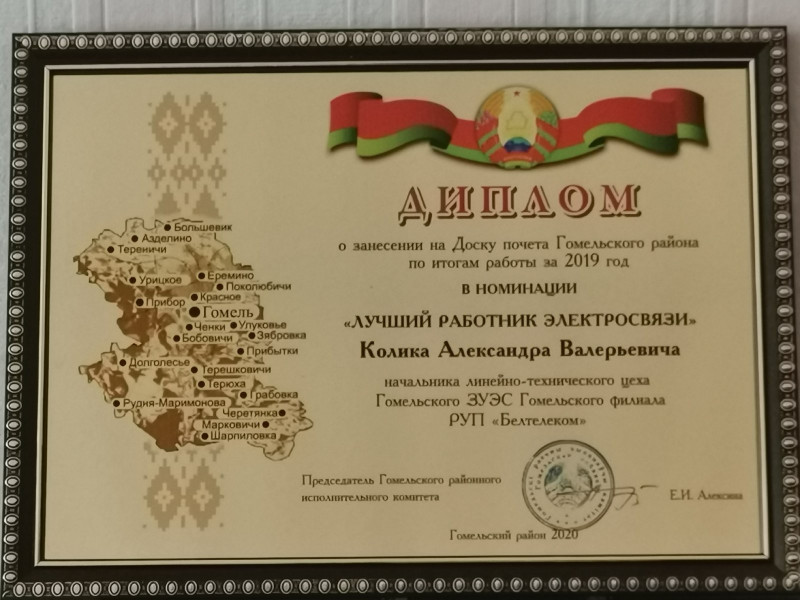 ДИПЛОМ
о занесении на Доску почета Гомельского района
по итогам работы за 2019 год
В НОМИНАЦИИ
«ЛУЧШИЙ РАБОТНИК ЭЛЕКТРОСВЯЗИ»
Колика Александра Валерьевича
начальника линейно-технического цеха
Гомельского ЗУЭС Гомельского филиала
РУП «Белтелеком»
Председатель Гомельского районного
исполнительного комитета
Е.И. Алексина
Гомельский район 2020
Большевик
Азделино
Тереничи
Урицкое
Еремино
Поколюбичи
Прибор
Красное
Гомель
Ченки
Улуковье
Бобовичи
Зябровка
Прибытки
Долголесье
Терешковичи
Терюха
Грабовка
Рудня-Маримонова
Черетянка
Марковичи
Шарпиловка